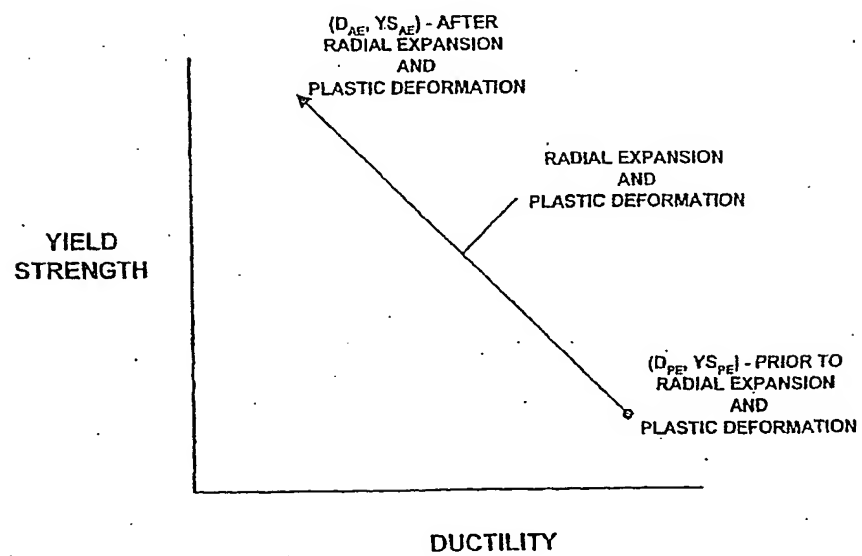 (D_AE, YS_AE) - AFTER
RADIAL EXPANSION
AND
PLASTIC DEFORMATION
RADIAL EXPANSION
AND
PLASTIC DEFORMATION
YIELD
STRENGTH
(D_PE, YS_PE) - PRIOR TO
RADIAL EXPANSION
AND
PLASTIC DEFORMATION
DUCTILITY